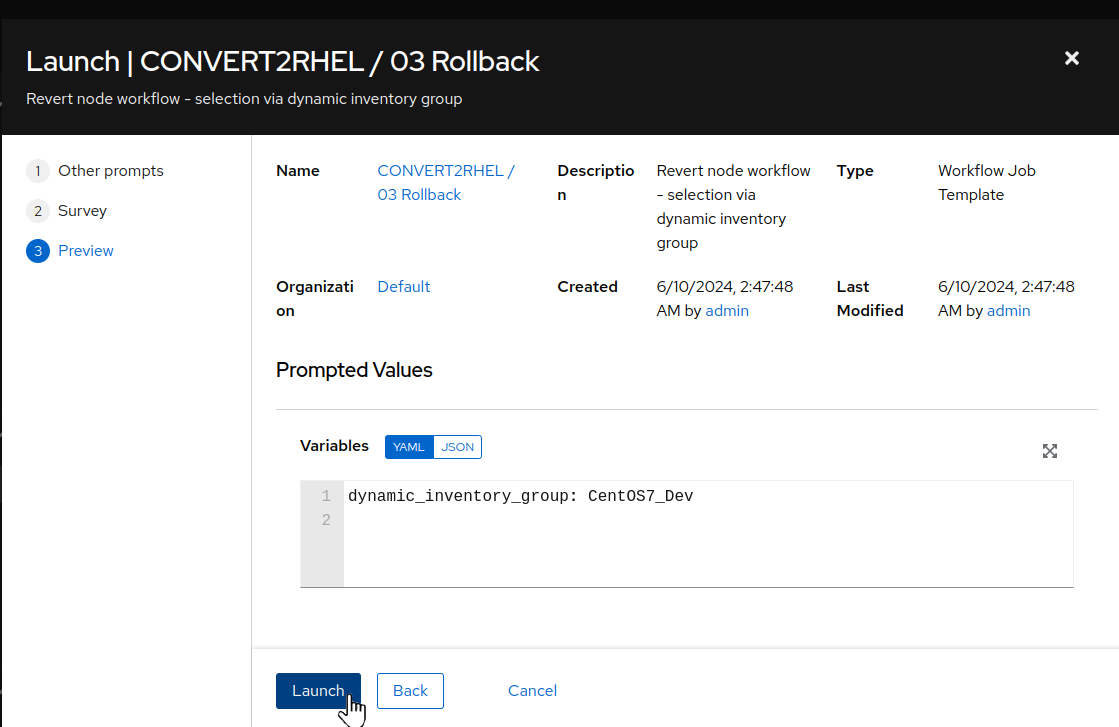 Launch | CONVERT2RHEL / 03 Rollback
Revert node workflow - selection via dynamic inventory group
1 Other prompts
2 Survey
3 Preview
Name
CONVERT2RHEL /
03 Rollback
Descriptio
n
Revert node workflow
- selection via
dynamic inventory
group
Type
Workflow Job
Template
Organizati
on
Default
Created
6/10/2024, 2:47:48
AM by admin
Last
Modified
6/10/2024, 2:47:48
AM by admin
Prompted Values
Variables YAML JSON
1 dynamic_inventory_group: CentOS7_Dev
2
Launch Back Cancel